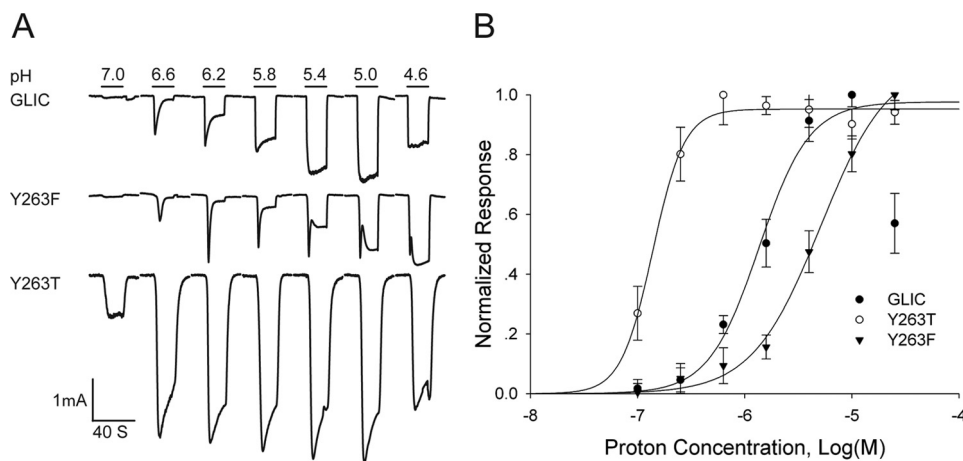 A
pH 7.0 6.6 6.2 5.8 5.4 5.0 4.6
GLIC
Y263F
Y263T
1mA
40 S
B
Normalized Response
1.0
.8
.6
.4
.2
0.0
GLIC
Y263T
Y263F
-8 -7 -6 -5 -4
Proton Concentration, Log(M)